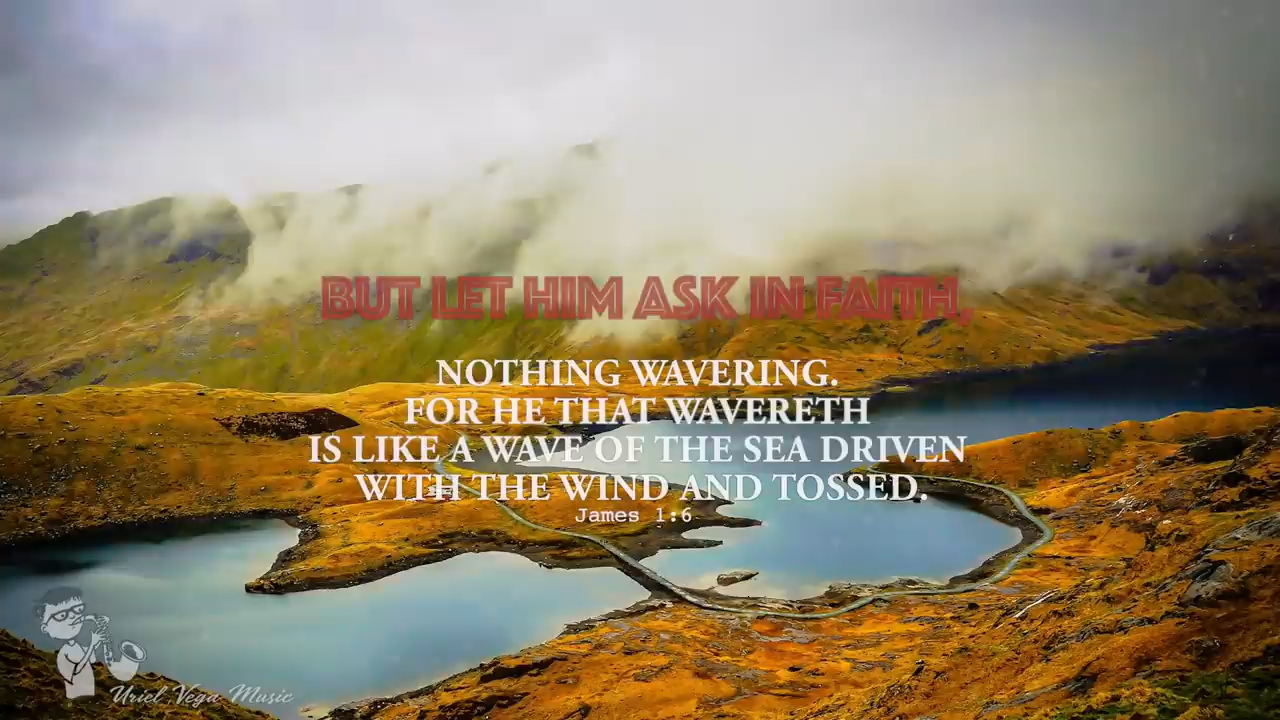 BUT LET HIM ASK IN FAITH,
NOTHING WAVERING.
FOR HE THAT WAVERETH
IS LIKE A WAVE OF THE SEA DRIVEN
WITH THE WIND AND TOSSED.
James 1:6
Uriel Vega Music